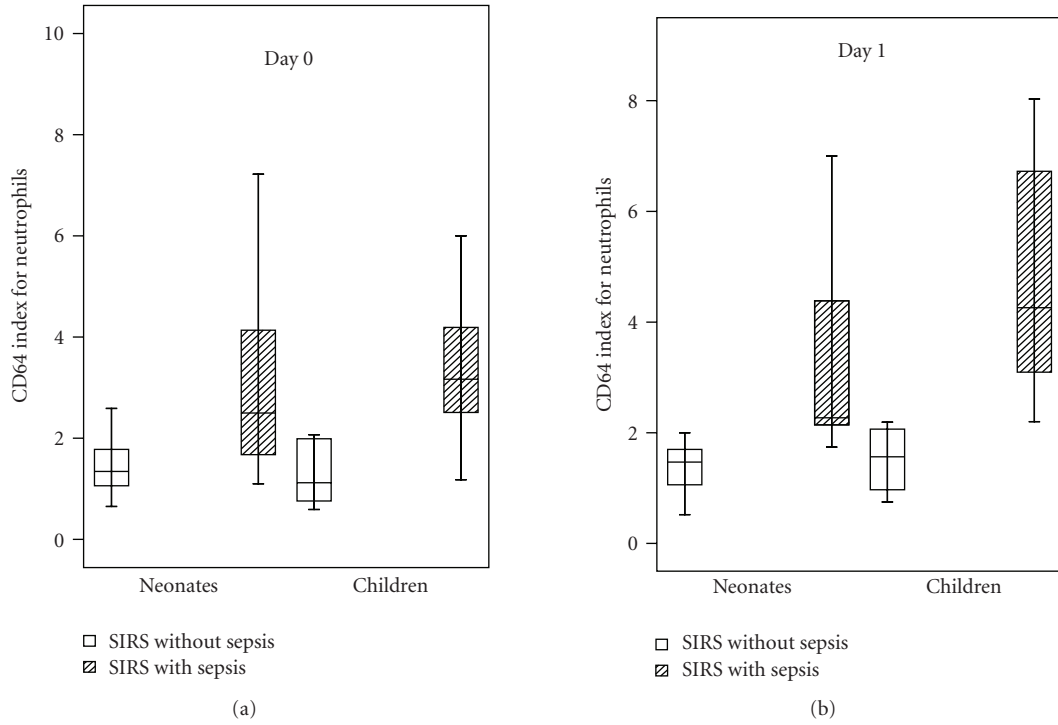 Day 0
CD64 index for neutrophils
10
8
6
4
2
0
Neonates Children
SIRS without sepsis
SIRS with sepsis
(a)
Day 1
CD64 index for neutrophils
8
6
4
2
0
Neonates Children
SIRS without sepsis
SIRS with sepsis
(b)